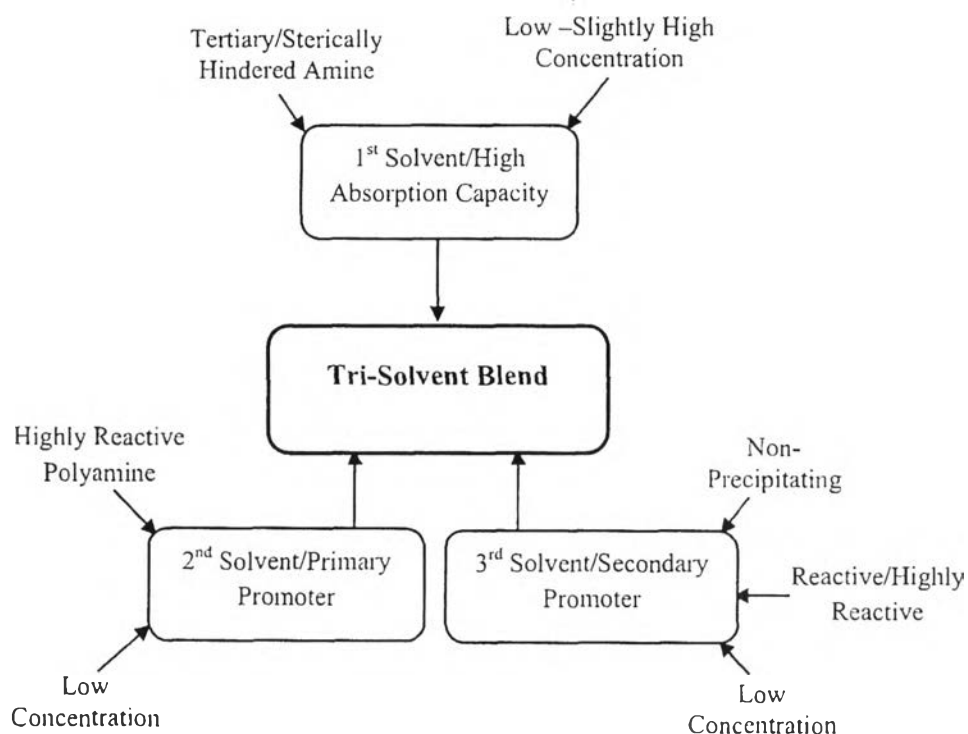 Tertiary/Sterically
Hindered Amine
Low –Slightly High
Concentration
1st Solvent/High
Absorption Capacity
Tri-Solvent Blend
Highly Reactive
Polyamine
Non-
Precipitating
2nd Solvent/Primary
Promoter
3rd Solvent/Secondary
Promoter
Reactive/Highly
Reactive
Low
Concentration
Low
Concentration